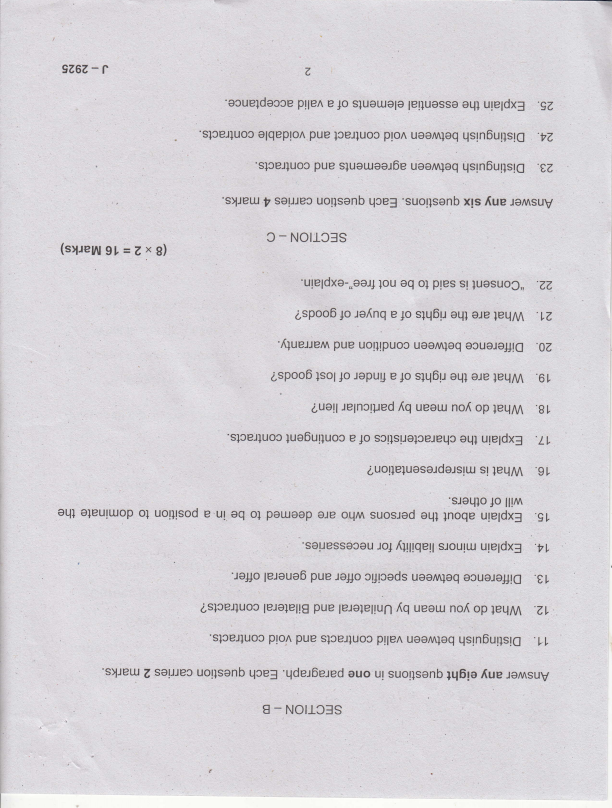 SECTION – B
Answer any eight questions in one paragraph. Each question carries 2 marks.
11. Distinguish between valid contracts and void contracts.
12. What do you mean by Unilateral and Bilateral contracts?
13. Difference between specific offer and general offer.
14. Explain minors liability for necessaries.
15. Explain about the persons who are deemed to be in a position to dominate the
will of others.
16. What is misrepresentation?
17. Explain the characteristics of a contingent contracts.
18. What do you mean by particular lien?
19. What are the rights of a finder of lost goods?
20. Difference between condition and warranty.
21. What are the rights of a buyer of goods?
22. "Consent is said to be not free"-explain.
(8 × 2 = 16 Marks)
SECTION – C
Answer any six questions. Each question carries 4 marks.
23. Distinguish between agreements and contracts.
24. Distinguish between void contract and voidable contracts.
25. Explain the essential elements of a valid acceptance.
2 J – 2925